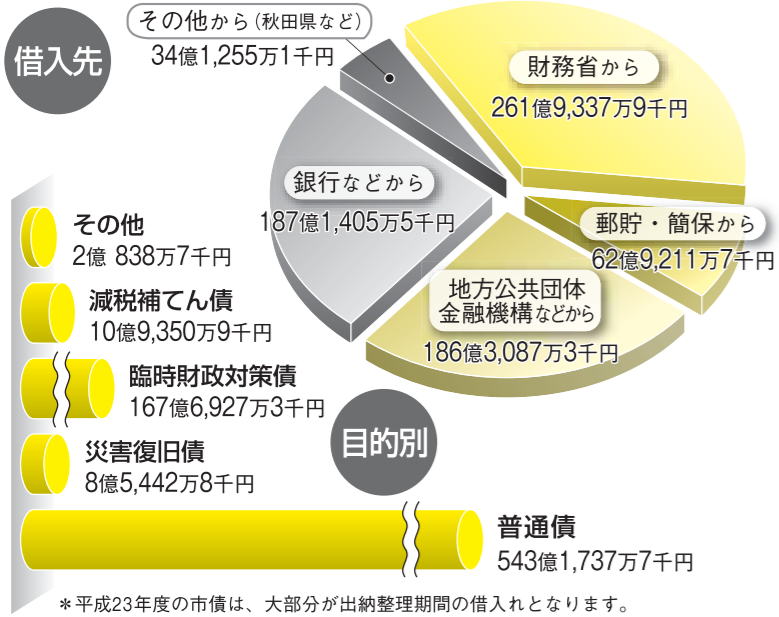 借入先
その他から（秋田県など）
34億1,255万1千円
財務省から
261億9,337万9千円
銀行などから
187億1,405万5千円
郵貯・簡保から
62億9,211万7千円
地方公共団体
金融機構などから
186億3,087万3千円
目的別
その他
2億 838万7千円
減税補てん債
10億9,350万9千円
臨時財政対策債
167億6,927万3千円
災害復旧債
8億5,442万8千円
普通債
543億1,737万7千円
＊平成23年度の市債は、大部分が出納整理期間の借入れとなります。